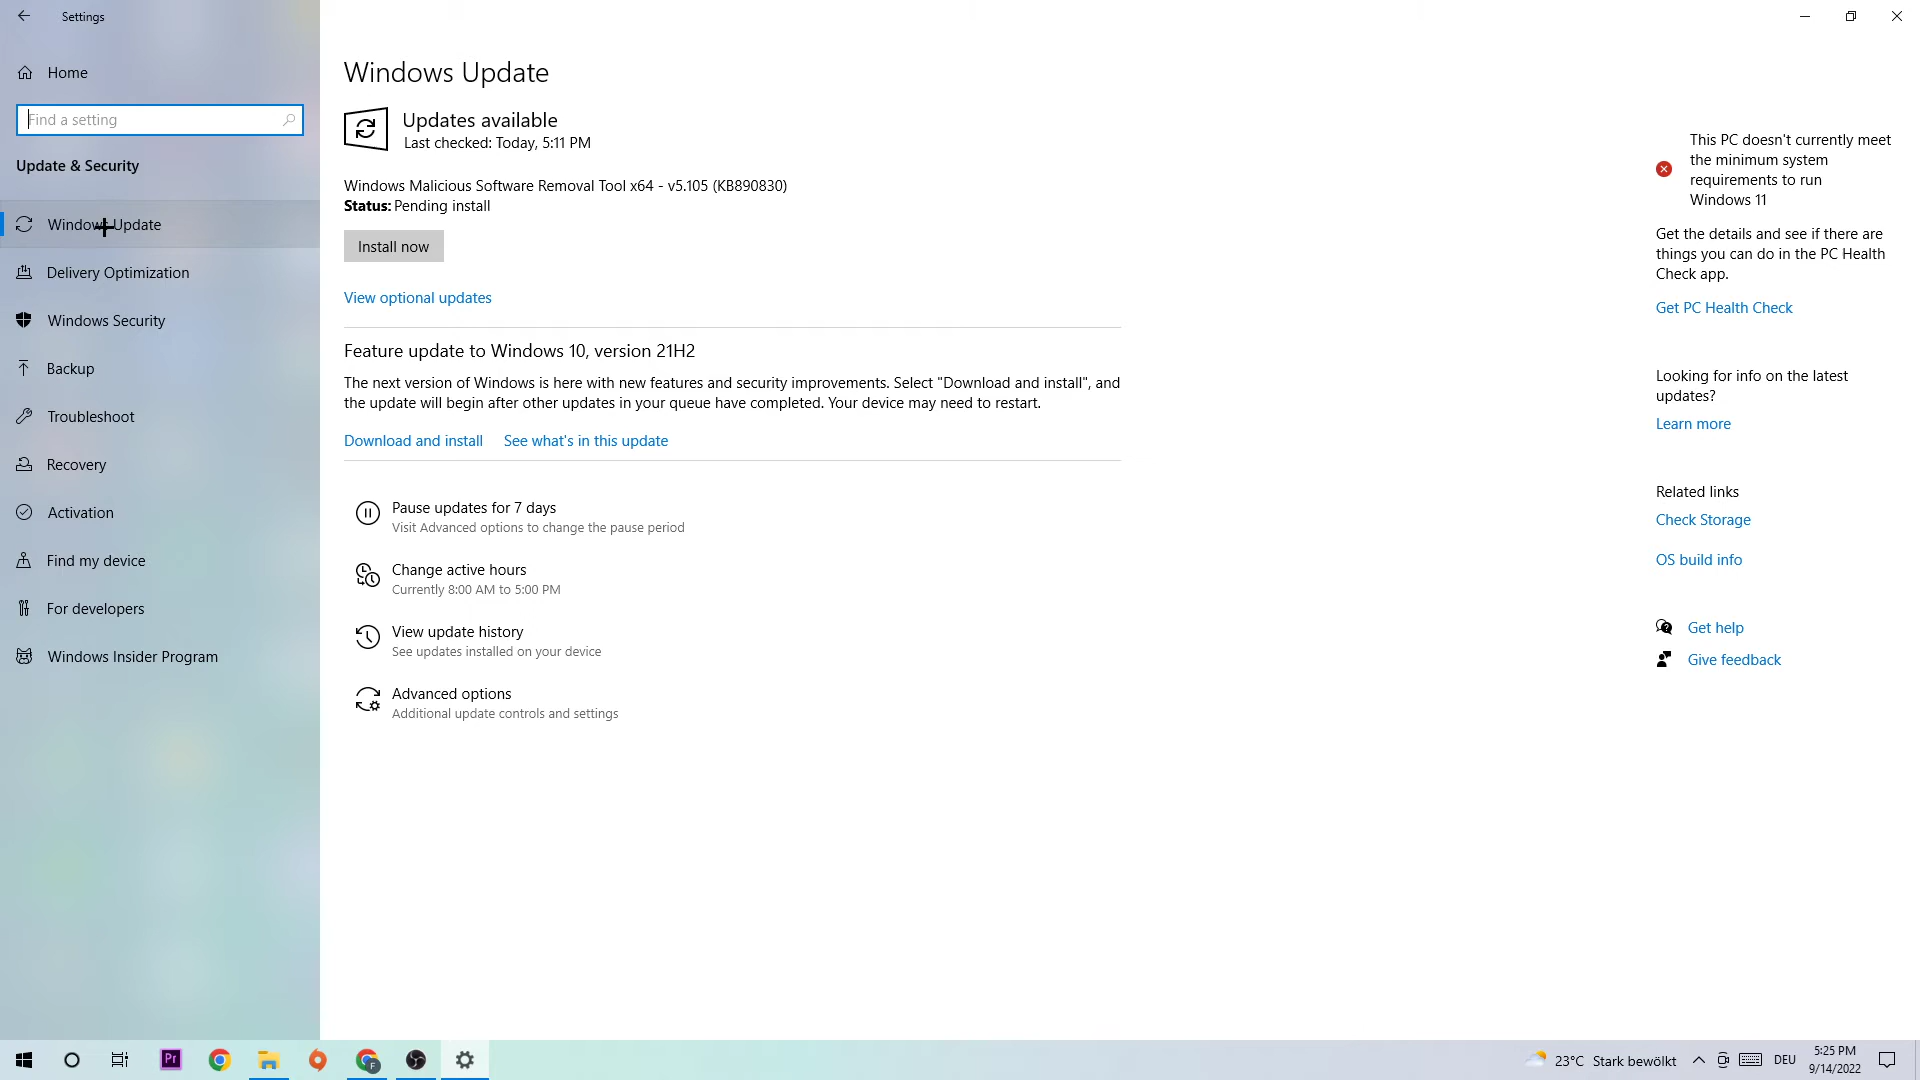 Settings
Home
Find a setting
Update & Security
Windows Update
Delivery Optimization
Windows Security
Backup
Troubleshoot
Recovery
Activation
Find my device
For developers
Windows Insider Program
Windows Update
Updates available
Last checked: Today, 5:11 PM
Windows Malicious Software Removal Tool x64 - v5.105 (KB890830)
Status: Pending install
Install now
View optional updates
Feature update to Windows 10, version 21H2
The next version of Windows is here with new features and security improvements. Select "Download and install", and
the update will begin after other updates in your queue have completed. Your device may need to restart.
Download and install See what's in this update
Pause updates for 7 days
Visit Advanced options to change the pause period
Change active hours
Currently 8:00 AM to 5:00 PM
View update history
See updates installed on your device
Advanced options
Additional update controls and settings
This PC doesn't currently meet
the minimum system
requirements to run
Windows 11
Get the details and see if there are
things you can do in the PC Health
Check app.
Get PC Health Check
Looking for info on the latest
updates?
Learn more
Related links
Check Storage
OS build info
Get help
Give feedback
Pr
F
23°C Stark bewölkt
DEU
5:25 PM
9/14/2022